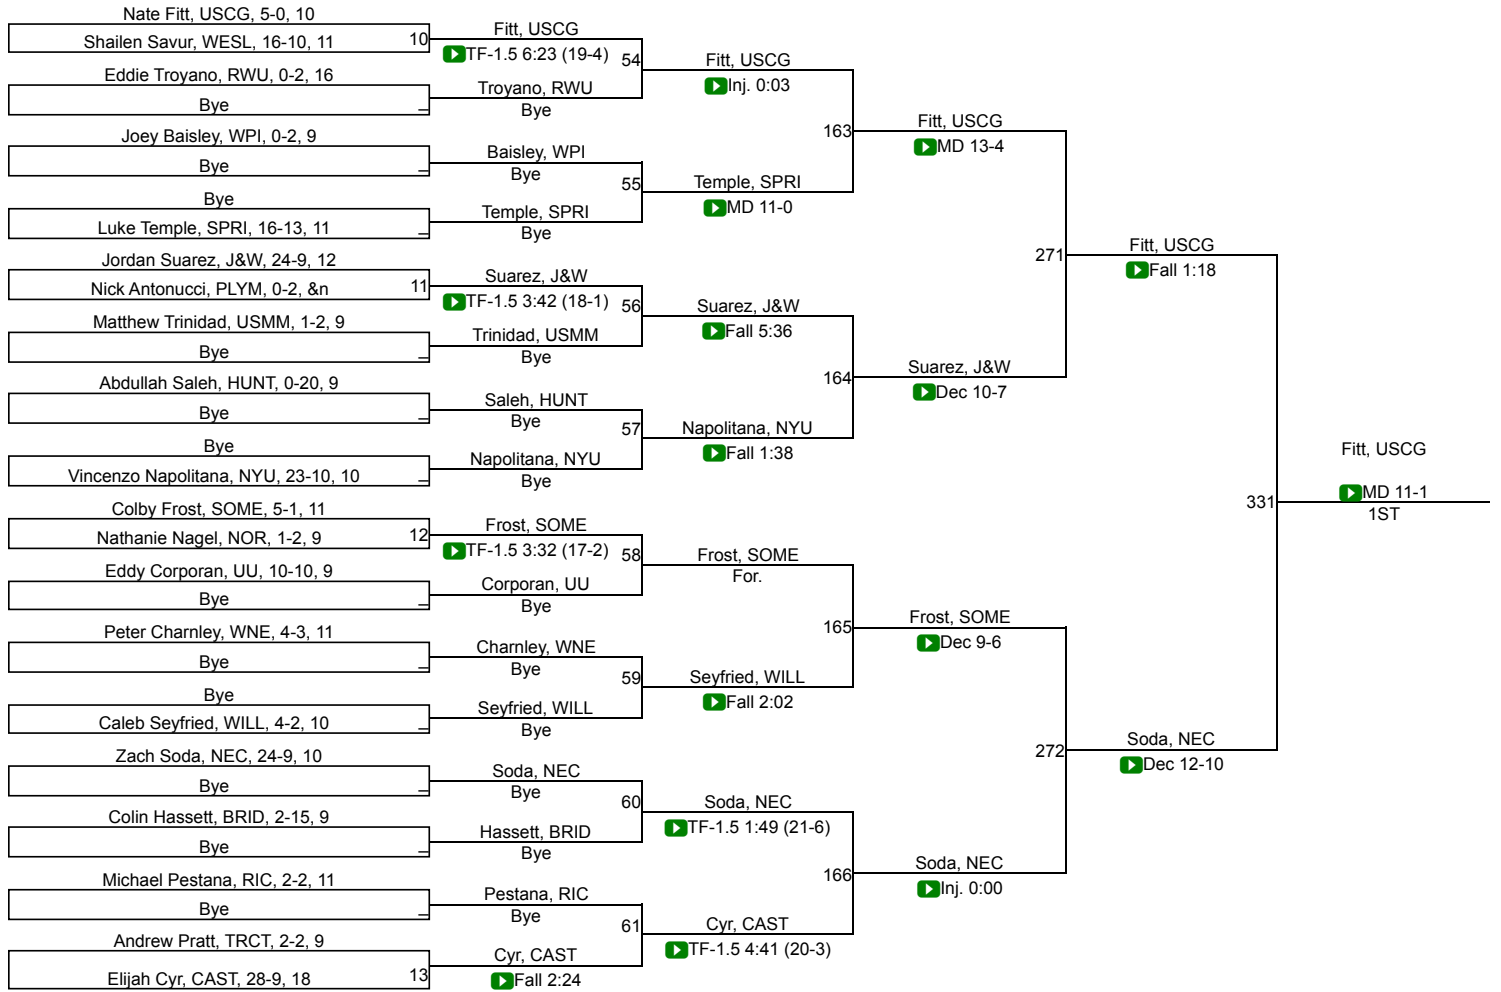 Nate Fitt, USCG, 5-0, 10
Shailen Savur, WESL, 16-10, 11
10
Eddie Troyano, RWU, 0-2, 16
Bye
_
Joey Baisley, WPI, 0-2, 9
Bye
_
Bye
Luke Temple, SPRI, 16-13, 11
_
Jordan Suarez, J&W, 24-9, 12
Nick Antonucci, PLYM, 0-2, &n
11
Matthew Trinidad, USMM, 1-2, 9
Bye
_
Abdullah Saleh, HUNT, 0-20, 9
Bye
_
Bye
Vincenzo Napolitana, NYU, 23-10, 10
_
Colby Frost, SOME, 5-1, 11
Nathanie Nagel, NOR, 1-2, 9
12
Eddy Corporan, UU, 10-10, 9
Bye
_
Peter Charnley, WNE, 4-3, 11
Bye
_
Bye
Caleb Seyfried, WILL, 4-2, 10
_
Zach Soda, NEC, 24-9, 10
Bye
_
Colin Hassett, BRID, 2-15, 9
Bye
_
Michael Pestana, RIC, 2-2, 11
Bye
_
Andrew Pratt, TRCT, 2-2, 9
Elijah Cyr, CAST, 28-9, 18
13
Fitt, USCG
TF-1.5 6:23 (19-4)
54
Troyano, RWU
Bye
Baisley, WPI
Bye
55
Temple, SPRI
Bye
Suarez, J&W
TF-1.5 3:42 (18-1)
56
Trinidad, USMM
Bye
Saleh, HUNT
Bye
57
Napolitana, NYU
Bye
Frost, SOME
TF-1.5 3:32 (17-2)
58
Corporan, UU
Bye
Charnley, WNE
Bye
59
Seyfried, WILL
Bye
Soda, NEC
Bye
60
Hassett, BRID
Bye
Pestana, RIC
Bye
61
Cyr, CAST
Fall 2:24
Fitt, USCG
Inj. 0:03
163
Temple, SPRI
MD 11-0
Suarez, J&W
Fall 5:36
164
Napolitana, NYU
Fall 1:38
Frost, SOME
For.
165
Seyfried, WILL
Fall 2:02
Soda, NEC
TF-1.5 1:49 (21-6)
166
Cyr, CAST
TF-1.5 4:41 (20-3)
Fitt, USCG
MD 13-4
271
Suarez, J&W
Dec 10-7
Frost, SOME
Dec 9-6
272
Soda, NEC
Inj. 0:00
Fitt, USCG
Fall 1:18
331
Soda, NEC
Dec 12-10
Fitt, USCG
MD 11-1
1ST